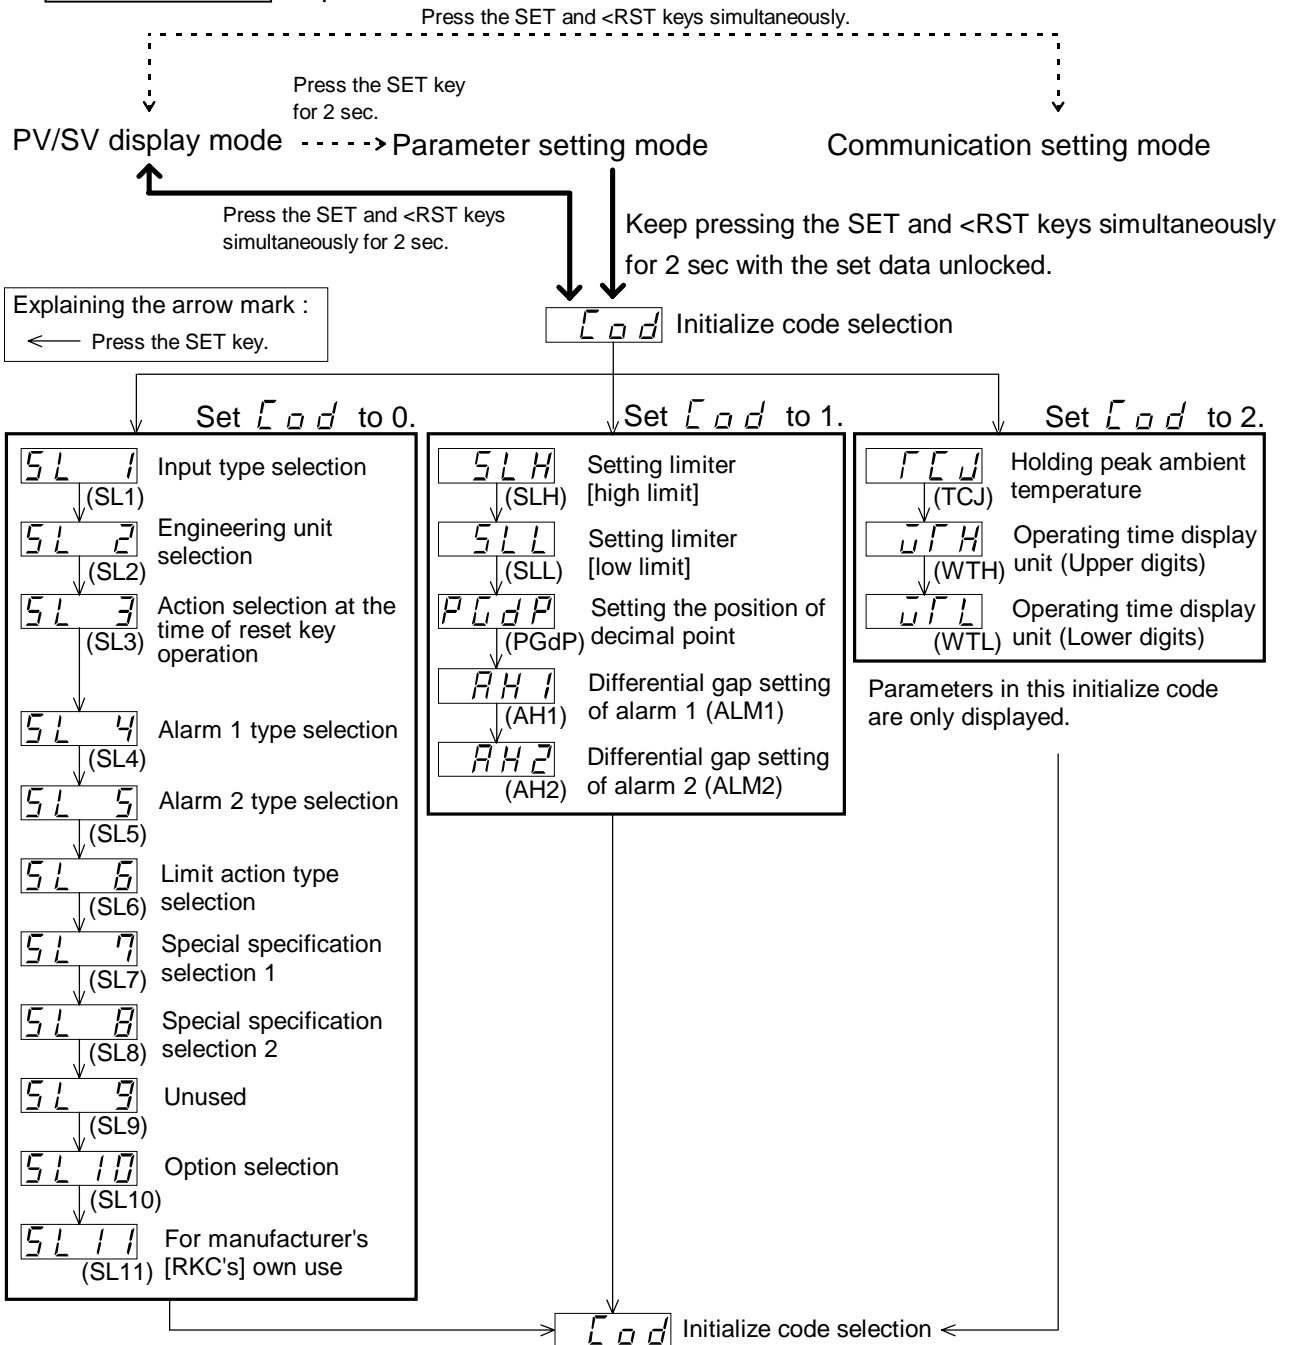 Press the SET and <RST keys simultaneously.
Press the SET key
for 2 sec.
PV/SV display mode
Parameter setting mode
Communication setting mode
Press the SET and <RST keys
simultaneously for 2 sec.
Keep pressing the SET and <RST keys simultaneously
for 2 sec with the set data unlocked.
Explaining the arrow mark :
Press the SET key.
Cod Initialize code selection
Set Cod to 0.
SL 1 Input type selection
(SL1)
SL 2 Engineering unit
selection
(SL2)
SL 3 Action selection at the
(SL3) time of reset key
operation
SL 4 Alarm 1 type selection
(SL4)
SL 5 Alarm 2 type selection
(SL5)
SL 6 Limit action type
(SL6) selection
SL 7 Special specification
(SL7) selection 1
SL 8 Special specification
(SL8) selection 2
SL 9 Unused
(SL9)
SL 10 Option selection
(SL10)
SL 11 For manufacturer's
(SL11) [RKC's] own use
Set Cod to 1.
SLH Setting limiter
(SLH) [high limit]
SLL Setting limiter
(SLL) [low limit]
PGdP Setting the position of
(PGdP) decimal point
AH1 Differential gap setting
(AH1) of alarm 1 (ALM1)
AH2 Differential gap setting
(AH2) of alarm 2 (ALM2)
Set Cod to 2.
TCJ Holding peak ambient
(TCJ) temperature
WTH Operating time display
(WTH) unit (Upper digits)
WTL Operating time display
(WTL) unit (Lower digits)
Parameters in this initialize code
are only displayed.
Cod Initialize code selection